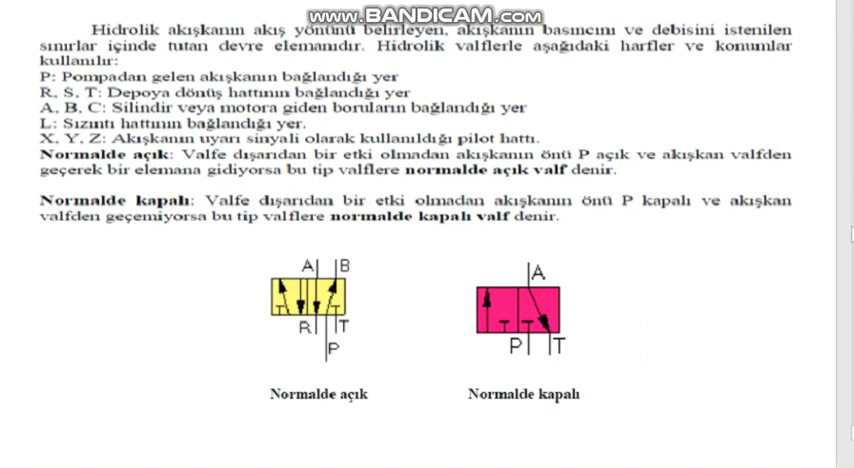 www.BANDICAM.com
Hidrolik akışkanın akış yönünü belirleyen, akışkanın basıncını ve debisini istenilen
sınırlar içinde tutan devre elemanıdır. Hidrolik valflerle aşağıdaki harfler ve konumlar
kullanılır:
P: Pompadan gelen akışkanın bağlandığı yer
R, S, T: Depoya dönüş hattının bağlandığı yer
A, B, C: Silindir veya motora giden boruların bağlandığı yer
L: Sızıntı hattının bağlandığı yer.
X, Y, Z: Akışkanın uyarı sinyali olarak kullanıldığı pilot hattı.
Normalde açık: Valfe dışarıdan bir etki olmadan akışkanın önü P açık ve akışkan valfden
geçerek bir elemana gidiyorsa bu tip valflere normalde açık valf denir.
Normalde kapalı: Valfe dışarıdan bir etki olmadan akışkanın önü P kapalı ve akışkan
valfden geçemiyorsa bu tip valflere normalde kapalı valf denir.
A B
R T
P
Normalde açık
A
P T
Normalde kapalı